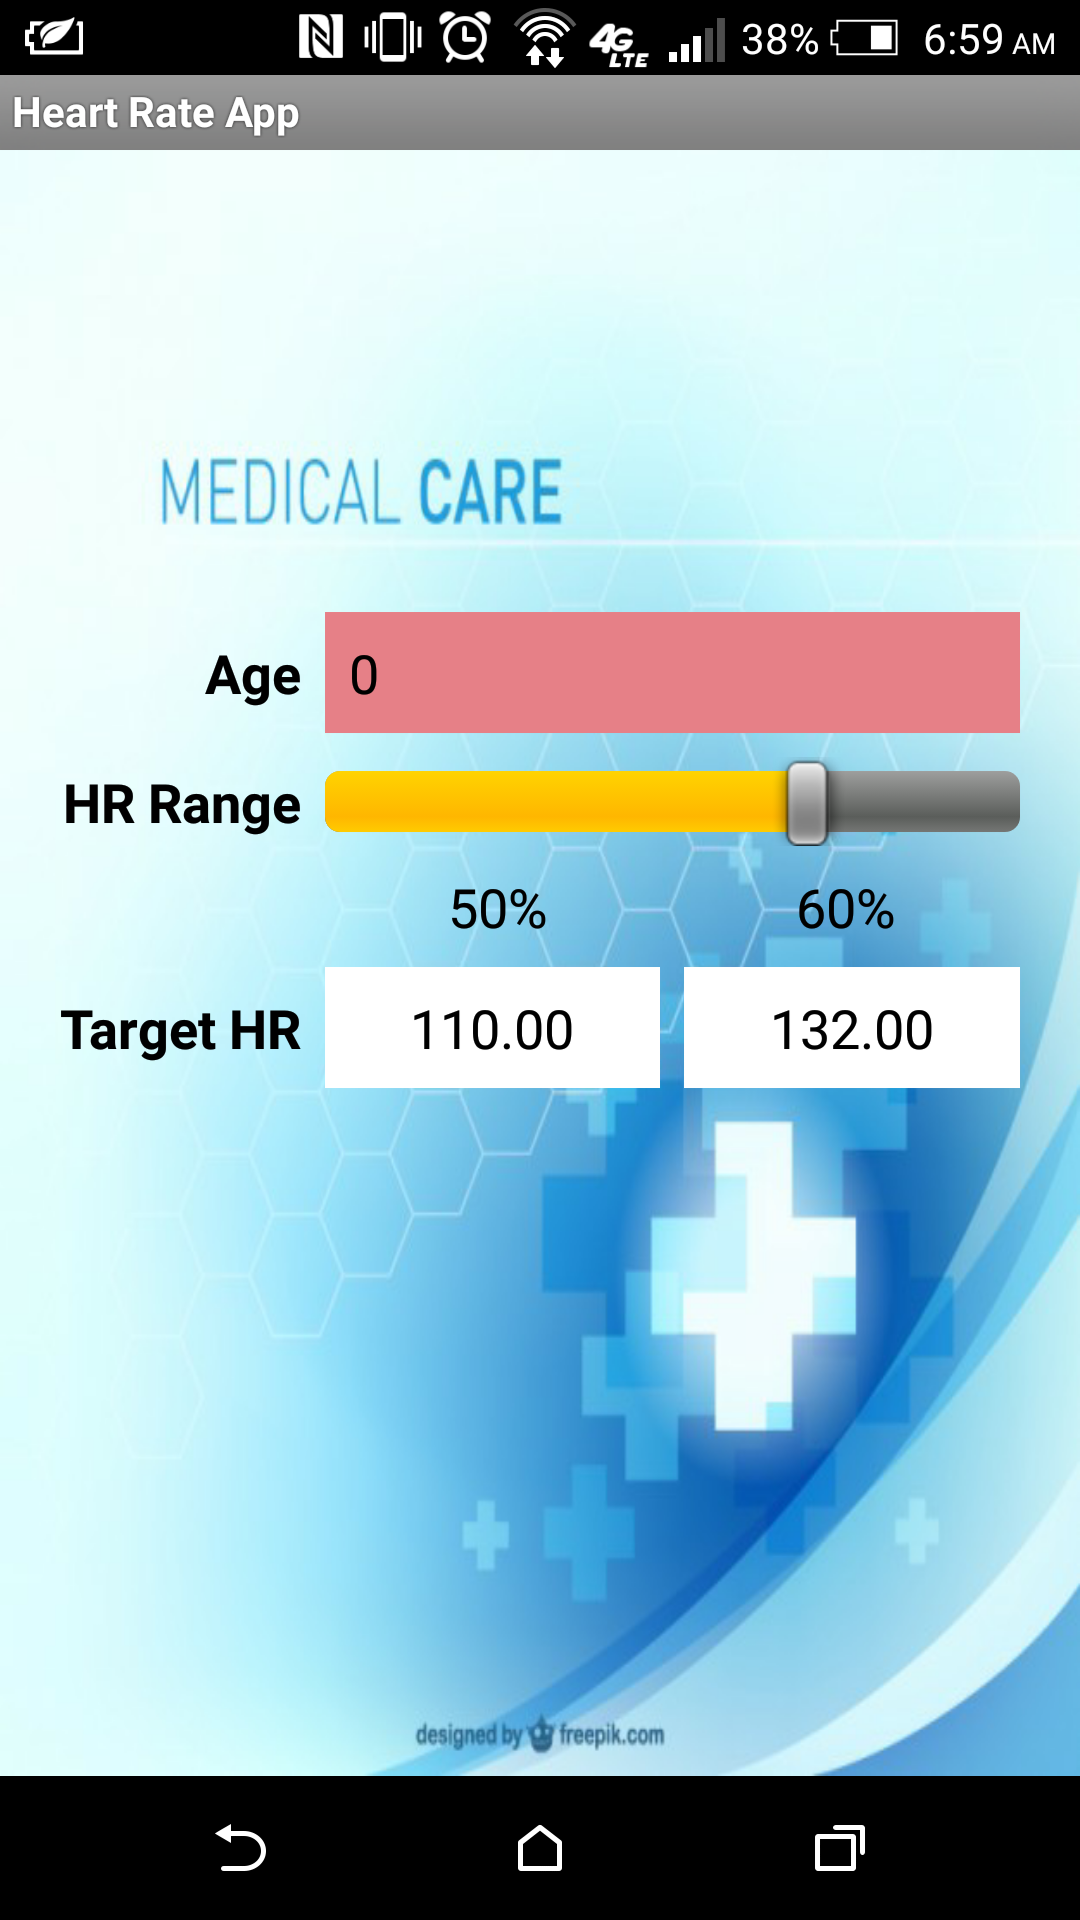 4G LTE 38% 6:59 AM
Heart Rate App
MEDICAL CARE
Age 0
HR Range
50% 60%
Target HR 110.00 132.00
designed by freepik.com